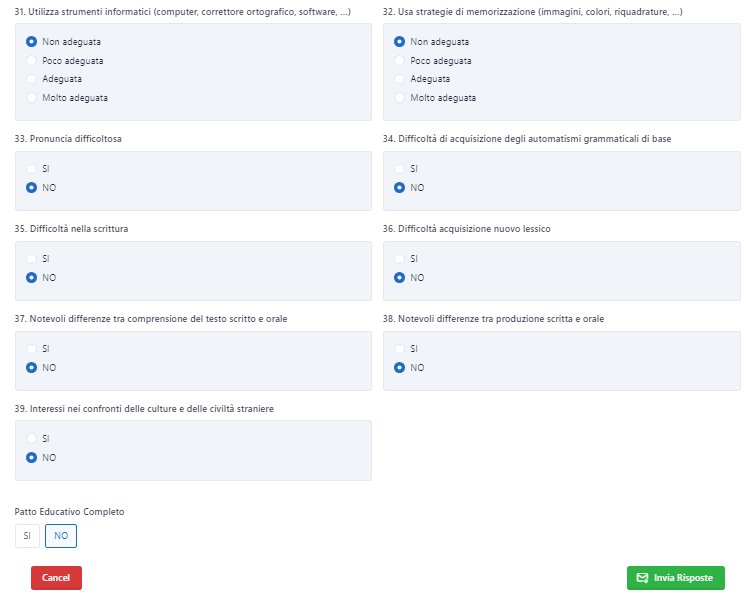 31. Utilizza strumenti informatici (computer, correttore ortografico, software, ...)
Non adeguata
Poco adeguata
Adeguata
Molto adeguata
32. Usa strategie di memorizzazione (immagini, colori, riquadrature, ...)
Non adeguata
Poco adeguata
Adeguata
Molto adeguata
33. Pronuncia difficoltosa
SI
NO
34. Difficoltá di acquisizione degli automatismi grammaticali di base
SI
NO
35. Difficoltà nella scrittura
SI
NO
36. Difficoltà acquisizione nuovo lessico
SI
NO
37. Notevoli differenze tra comprensione del testo scritto e orale
SI
NO
38. Notevoli differenze tra produzione scritta e orale
SI
NO
39. Interessi nei confronti delle culture e delle civiltà straniere
SI
NO
Patto Educativo Completo
SI
NO
Cancel
Invia Risposte